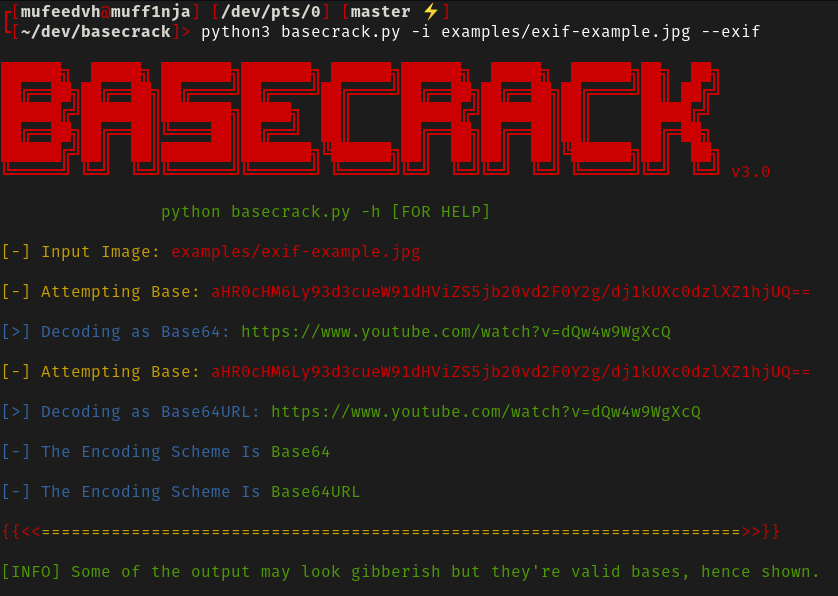 [mufeedvh@muff1nja] [/dev/pts/0] [master ⚡]
[~/dev/basecrack]> python3 basecrack.py -i examples/exif-example.jpg --exif
BASECRACK v3.0
python basecrack.py -h [FOR HELP]
[-] Input Image: examples/exif-example.jpg
[-] Attempting Base: aHR0cHM6Ly93d3cueW91dHViZS5jb20vd2F0Y2g/dj1kUXc0dzlXZ1hjUQ==
[>] Decoding as Base64: https://www.youtube.com/watch?v=dQw4w9WgXcQ
[-] Attempting Base: aHR0cHM6Ly93d3cueW91dHViZS5jb20vd2F0Y2g/dj1kUXc0dzlXZ1hjUQ==
[>] Decoding as Base64URL: https://www.youtube.com/watch?v=dQw4w9WgXcQ
[-] The Encoding Scheme Is Base64
[-] The Encoding Scheme Is Base64URL
{{<<======================================================================>>}}
[INFO] Some of the output may look gibberish but they're valid bases, hence shown.